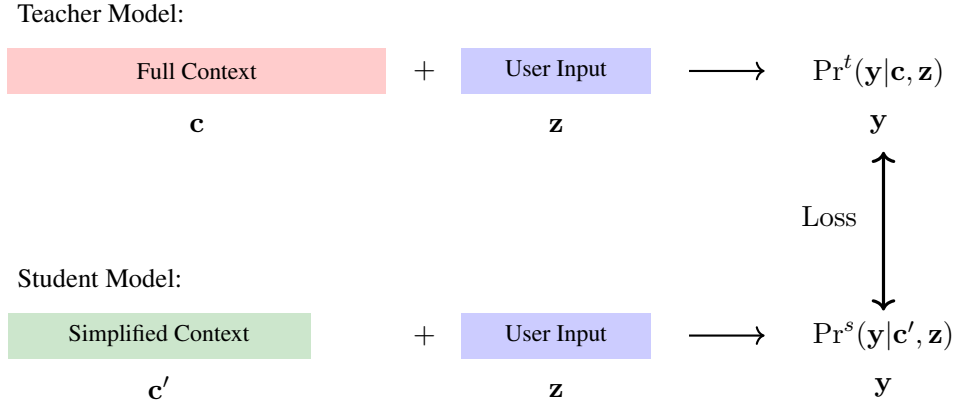 Teacher Model:
Full Context + User Input ⟶ Pr^t(y|c, z)
c z y
Loss
Student Model:
Simplified Context + User Input ⟶ Pr^s(y|c′, z)
c′ z y